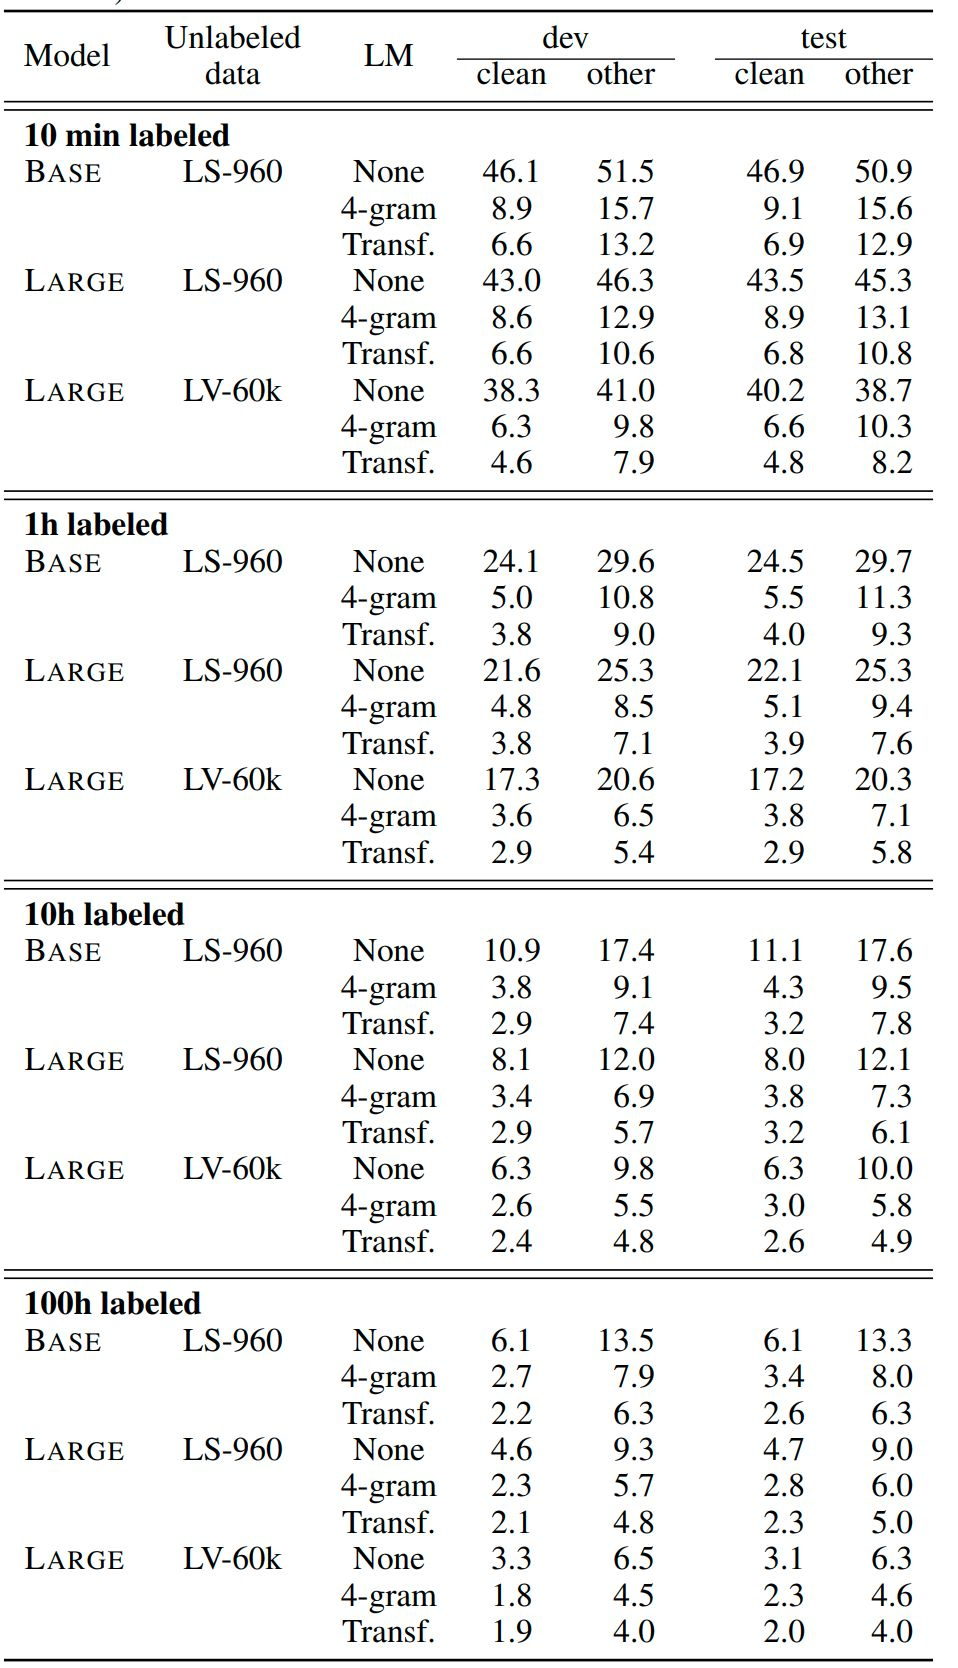 Model Unlabeled data LM dev test
clean other clean other
10 min labeled
BASE LS-960 None 46.1 51.5 46.9 50.9
4-gram 8.9 15.7 9.1 15.6
Transf. 6.6 13.2 6.9 12.9
LARGE LS-960 None 43.0 46.3 43.5 45.3
4-gram 8.6 12.9 8.9 13.1
Transf. 6.6 10.6 6.8 10.8
LARGE LV-60k None 38.3 41.0 40.2 38.7
4-gram 6.3 9.8 6.6 10.3
Transf. 4.6 7.9 4.8 8.2
1h labeled
BASE LS-960 None 24.1 29.6 24.5 29.7
4-gram 5.0 10.8 5.5 11.3
Transf. 3.8 9.0 4.0 9.3
LARGE LS-960 None 21.6 25.3 22.1 25.3
4-gram 4.8 8.5 5.1 9.4
Transf. 3.8 7.1 3.9 7.6
LARGE LV-60k None 17.3 20.6 17.2 20.3
4-gram 3.6 6.5 3.8 7.1
Transf. 2.9 5.4 2.9 5.8
10h labeled
BASE LS-960 None 10.9 17.4 11.1 17.6
4-gram 3.8 9.1 4.3 9.5
Transf. 2.9 7.4 3.2 7.8
LARGE LS-960 None 8.1 12.0 8.0 12.1
4-gram 3.4 6.9 3.8 7.3
Transf. 2.9 5.7 3.2 6.1
LARGE LV-60k None 6.3 9.8 6.3 10.0
4-gram 2.6 5.5 3.0 5.8
Transf. 2.4 4.8 2.6 4.9
100h labeled
BASE LS-960 None 6.1 13.5 6.1 13.3
4-gram 2.7 7.9 3.4 8.0
Transf. 2.2 6.3 2.6 6.3
LARGE LS-960 None 4.6 9.3 4.7 9.0
4-gram 2.3 5.7 2.8 6.0
Transf. 2.1 4.8 2.3 5.0
LARGE LV-60k None 3.3 6.5 3.1 6.3
4-gram 1.8 4.5 2.3 4.6
Transf. 1.9 4.0 2.0 4.0